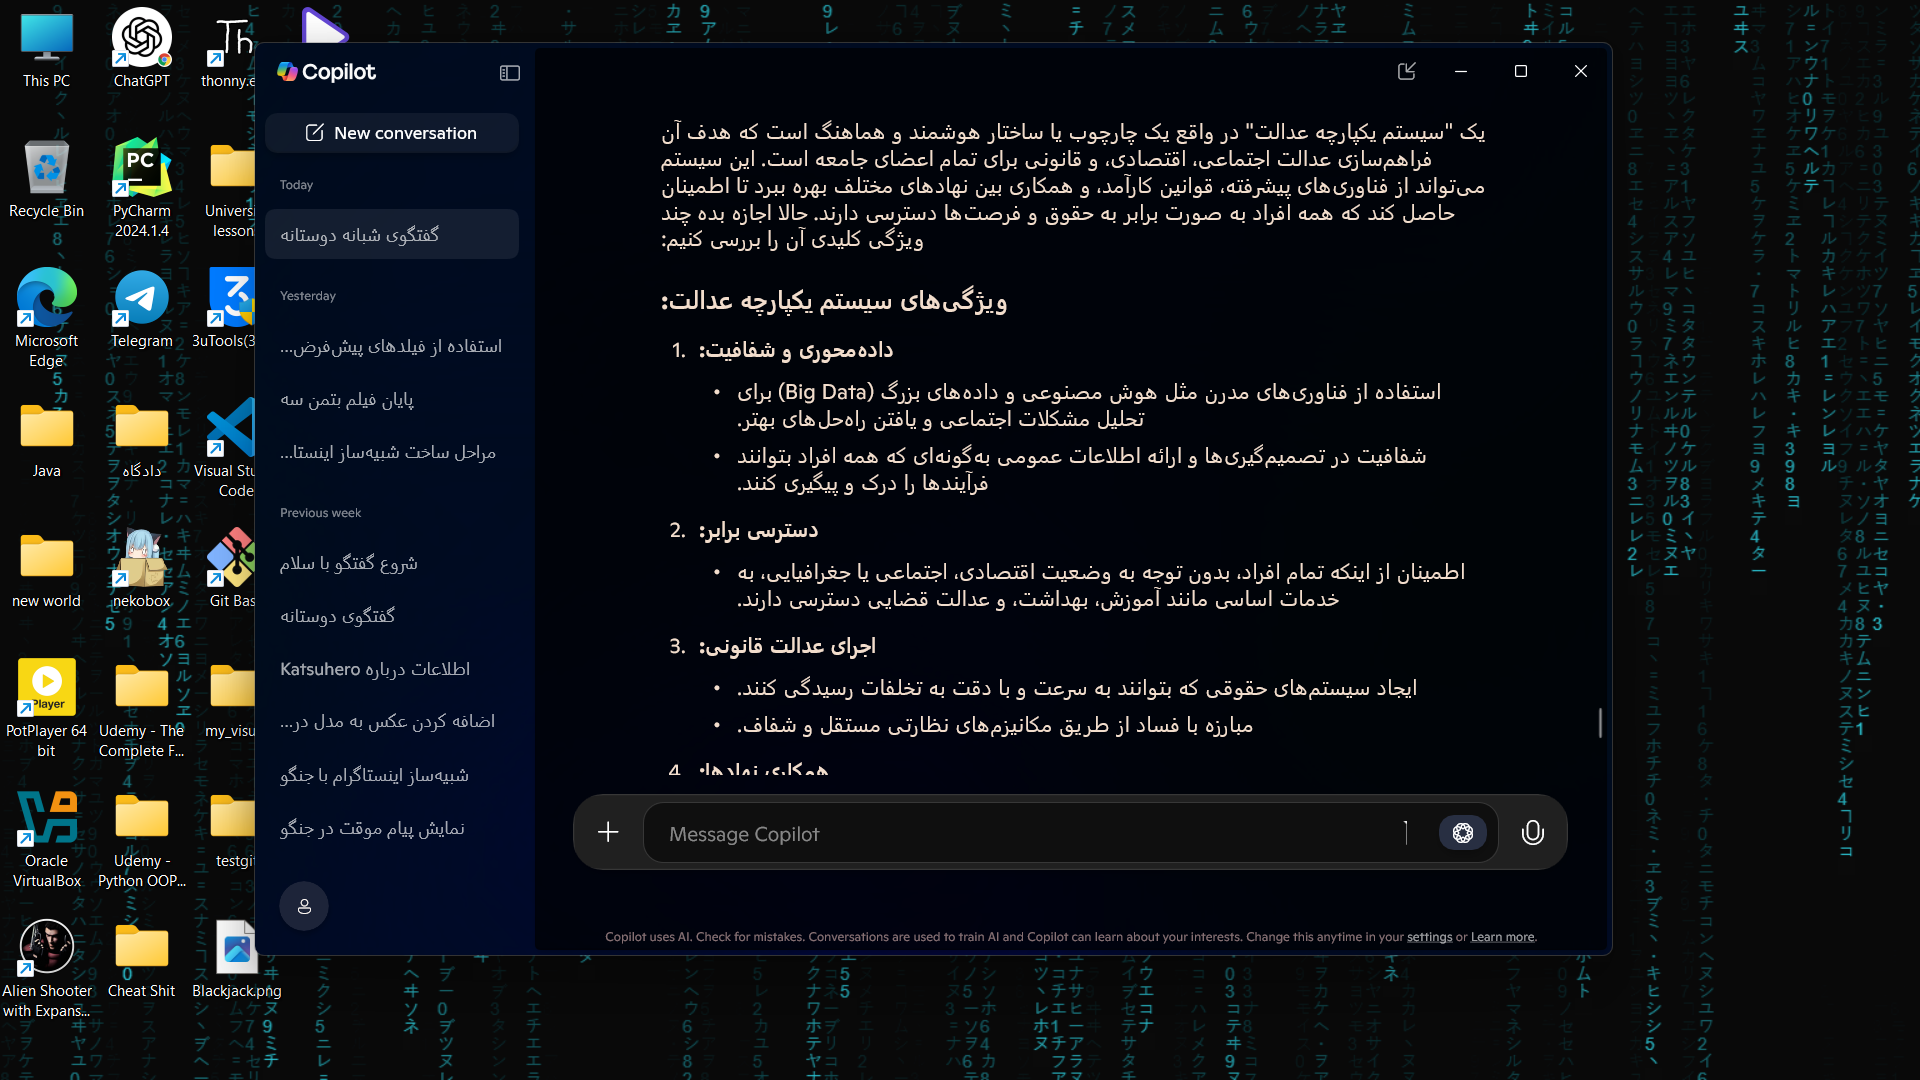 This PC
ChatGPT
thonny.e
Recycle Bin
PyCharm
2024.1.4
Univers
lesson
Microsoft
Edge
Telegram
3uTools(3
Java
دادگاه
Visual Stu
Code
new world
nekobox
Git Bas
PotPlayer 64
bit
Udemy - The
Complete F...
my_visu
Oracle
VirtualBox
Udemy -
Python OOP...
testgit
Alien Shooter
with Expans...
Cheat Shit
Blackjack.png
Copilot
New conversation
Today
گفتگوی شبانه دوستانه
Yesterday
استفاده از فیلدهای پیش‌فرض...
پایان فیلم بتمن سه
مراحل ساخت شبیه‌ساز اینستا...
Previous week
شروع گفتگو با سلام
گفتگوی دوستانه
اطلاعات درباره Katsuhero
اضافه کردن عکس به مدل در...
شبیه‌ساز اینستاگرام با جنگو
نمایش پیام موقت در جنگو
یک "سیستم یکپارچه عدالت" در واقع یک چارچوب یا ساختار هوشمند و هماهنگ است که هدف آن
فراهم‌سازی عدالت اجتماعی، اقتصادی، و قانونی برای تمام اعضای جامعه است. این سیستم
می‌تواند از فناوری‌های پیشرفته، قوانین کارآمد، و همکاری بین نهادهای مختلف بهره ببرد تا اطمینان
حاصل کند که همه افراد به صورت برابر به حقوق و فرصت‌ها دسترسی دارند. حالا اجازه بده چند
ویژگی کلیدی آن را بررسی کنیم:
ویژگی‌های سیستم یکپارچه عدالت:
1. داده‌محوری و شفافیت:
• استفاده از فناوری‌های مدرن مثل هوش مصنوعی و داده‌های بزرگ (Big Data) برای
تحلیل مشکلات اجتماعی و یافتن راه‌حل‌های بهتر.
• شفافیت در تصمیم‌گیری‌ها و ارائه اطلاعات عمومی به‌گونه‌ای که همه افراد بتوانند
فرآیندها را درک و پیگیری کنند.
2. دسترسی برابر:
• اطمینان از اینکه تمام افراد، بدون توجه به وضعیت اقتصادی، اجتماعی یا جغرافیایی، به
خدمات اساسی مانند آموزش، بهداشت، و عدالت قضایی دسترسی دارند.
3. اجرای عدالت قانونی:
• ایجاد سیستم‌های حقوقی که بتوانند به سرعت و با دقت به تخلفات رسیدگی کنند.
• مبارزه با فساد از طریق مکانیزم‌های نظارتی مستقل و شفاف.
4. همکاری نهادها:
Message Copilot
Copilot uses AI. Check for mistakes. Conversations are used to train AI and Copilot can learn about your interests. Change this anytime in your settings or Learn more.